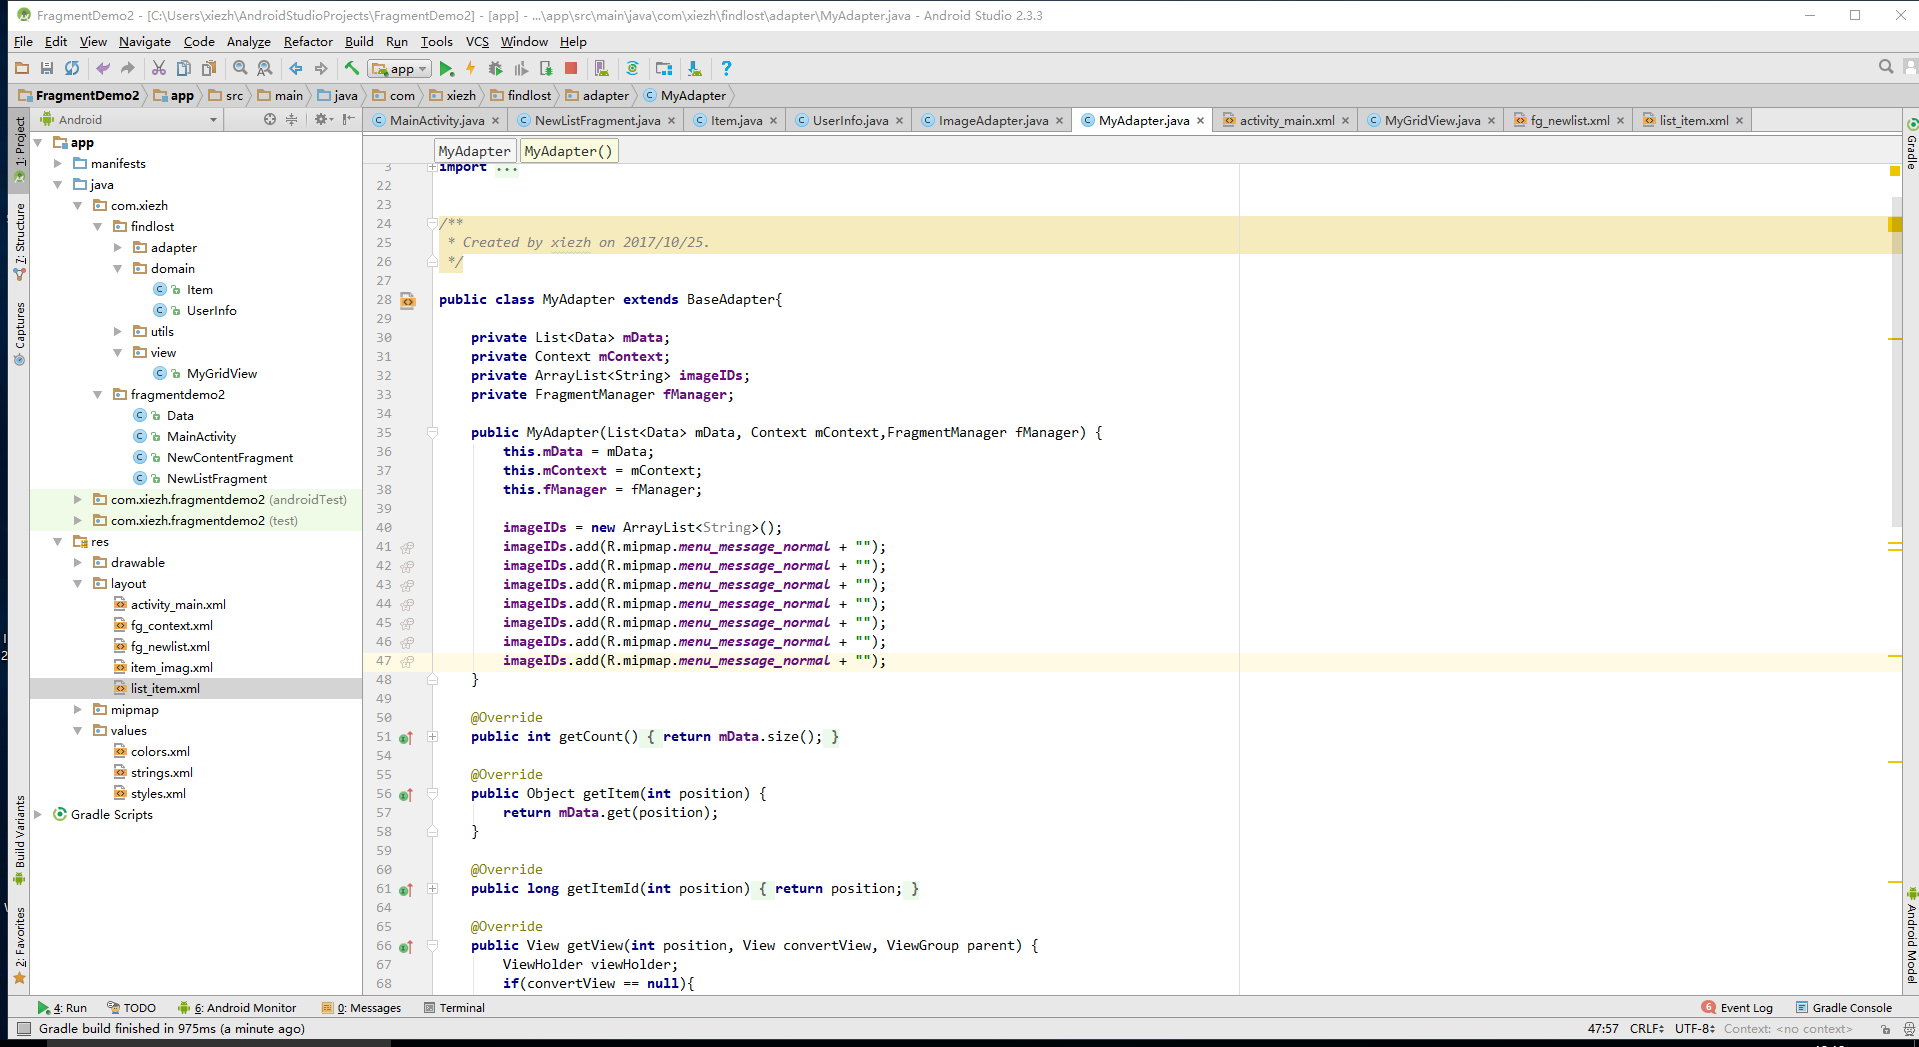 FragmentDemo2 - [C:\Users\xiezh\AndroidStudioProjects\FragmentDemo2] - [app] - ...\app\src\main\java\com\xiezh\findlost\adapter\MyAdapter.java - Android Studio 2.3.3
File Edit View Navigate Code Analyze Refactor Build Run Tools VCS Window Help
app
FragmentDemo2 app src main java com xiezh findlost adapter MyAdapter
Android
MainActivity.java NewListFragment.java Item.java UserInfo.java ImageAdapter.java MyAdapter.java activity_main.xml MyGridView.java fg_newlist.xml list_item.xml
1: Project
7: Structure
Captures
Build Variants
2: Favorites
app
manifests
java
com.xiezh
findlost
adapter
domain
Item
UserInfo
utils
view
MyGridView
fragmentdemo2
Data
MainActivity
NewContentFragment
NewListFragment
com.xiezh.fragmentdemo2 (androidTest)
com.xiezh.fragmentdemo2 (test)
res
drawable
layout
activity_main.xml
fg_context.xml
fg_newlist.xml
item_imag.xml
list_item.xml
mipmap
values
colors.xml
strings.xml
styles.xml
Gradle Scripts
MyAdapter MyAdapter()
3 import ...
22
23
24 /**
25 * Created by xiezh on 2017/10/25.
26 */
27
28 public class MyAdapter extends BaseAdapter{
29
30 private List<Data> mData;
31 private Context mContext;
32 private ArrayList<String> imageIDs;
33 private FragmentManager fManager;
34
35 public MyAdapter(List<Data> mData, Context mContext,FragmentManager fManager) {
36 this.mData = mData;
37 this.mContext = mContext;
38 this.fManager = fManager;
39
40 imageIDs = new ArrayList<String>();
41 imageIDs.add(R.mipmap.menu_message_normal + "");
42 imageIDs.add(R.mipmap.menu_message_normal + "");
43 imageIDs.add(R.mipmap.menu_message_normal + "");
44 imageIDs.add(R.mipmap.menu_message_normal + "");
45 imageIDs.add(R.mipmap.menu_message_normal + "");
46 imageIDs.add(R.mipmap.menu_message_normal + "");
47 imageIDs.add(R.mipmap.menu_message_normal + "");
48 }
49
50 @Override
51 public int getCount() { return mData.size(); }
54
55 @Override
56 public Object getItem(int position) {
57 return mData.get(position);
58 }
59
60 @Override
61 public long getItemId(int position) { return position; }
64
65 @Override
66 public View getView(int position, View convertView, ViewGroup parent) {
67 ViewHolder viewHolder;
68 if(convertView == null){
Gradle
Android Model
4: Run TODO 6: Android Monitor 0: Messages Terminal 6 Event Log Gradle Console
Gradle build finished in 975ms (a minute ago) 47:57 CRLF UTF-8 Context: <no context>